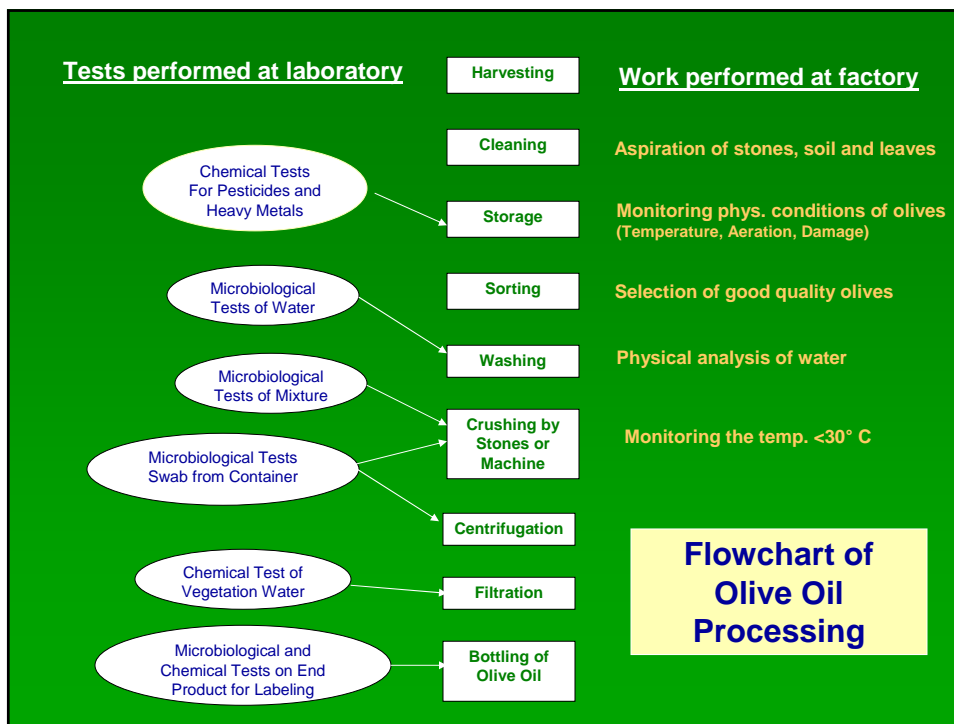 Tests performed at laboratory
Harvesting
Work performed at factory
Cleaning
Aspiration of stones, soil and leaves
Chemical Tests
For Pesticides and
Heavy Metals
Storage
Monitoring phys. conditions of olives
(Temperature, Aeration, Damage)
Microbiological
Tests of Water
Sorting
Selection of good quality olives
Washing
Physical analysis of water
Microbiological
Tests of Mixture
Crushing by
Stones or
Machine
Monitoring the temp. <30° C
Microbiological Tests
Swab from Container
Centrifugation
Chemical Test of
Vegetation Water
Filtration
Flowchart of
Olive Oil
Processing
Microbiological and
Chemical Tests on End
Product for Labeling
Bottling of
Olive Oil